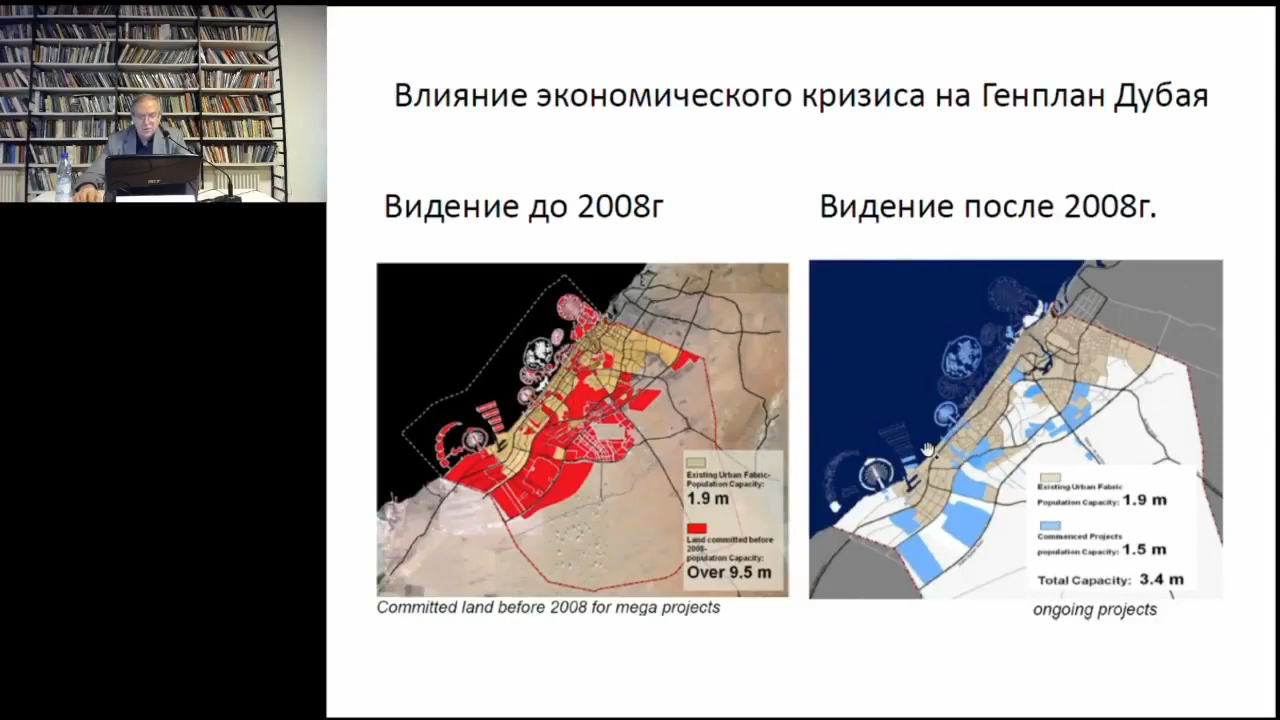 Влияние экономического кризиса на Генплан Дубая
Видение до 2008г
Видение после 2008г.
Existing Urban Fabric-
Population Capacity:
1.9 m
Land committed before
2008-
population Capacity:
Over 9.5 m
Committed land before 2008 for mega projects
Existing Urban Fabric
Population Capacity: 1.9 m
Commenced Projects
population Capacity: 1.5 m
Total Capacity: 3.4 m
ongoing projects
acer